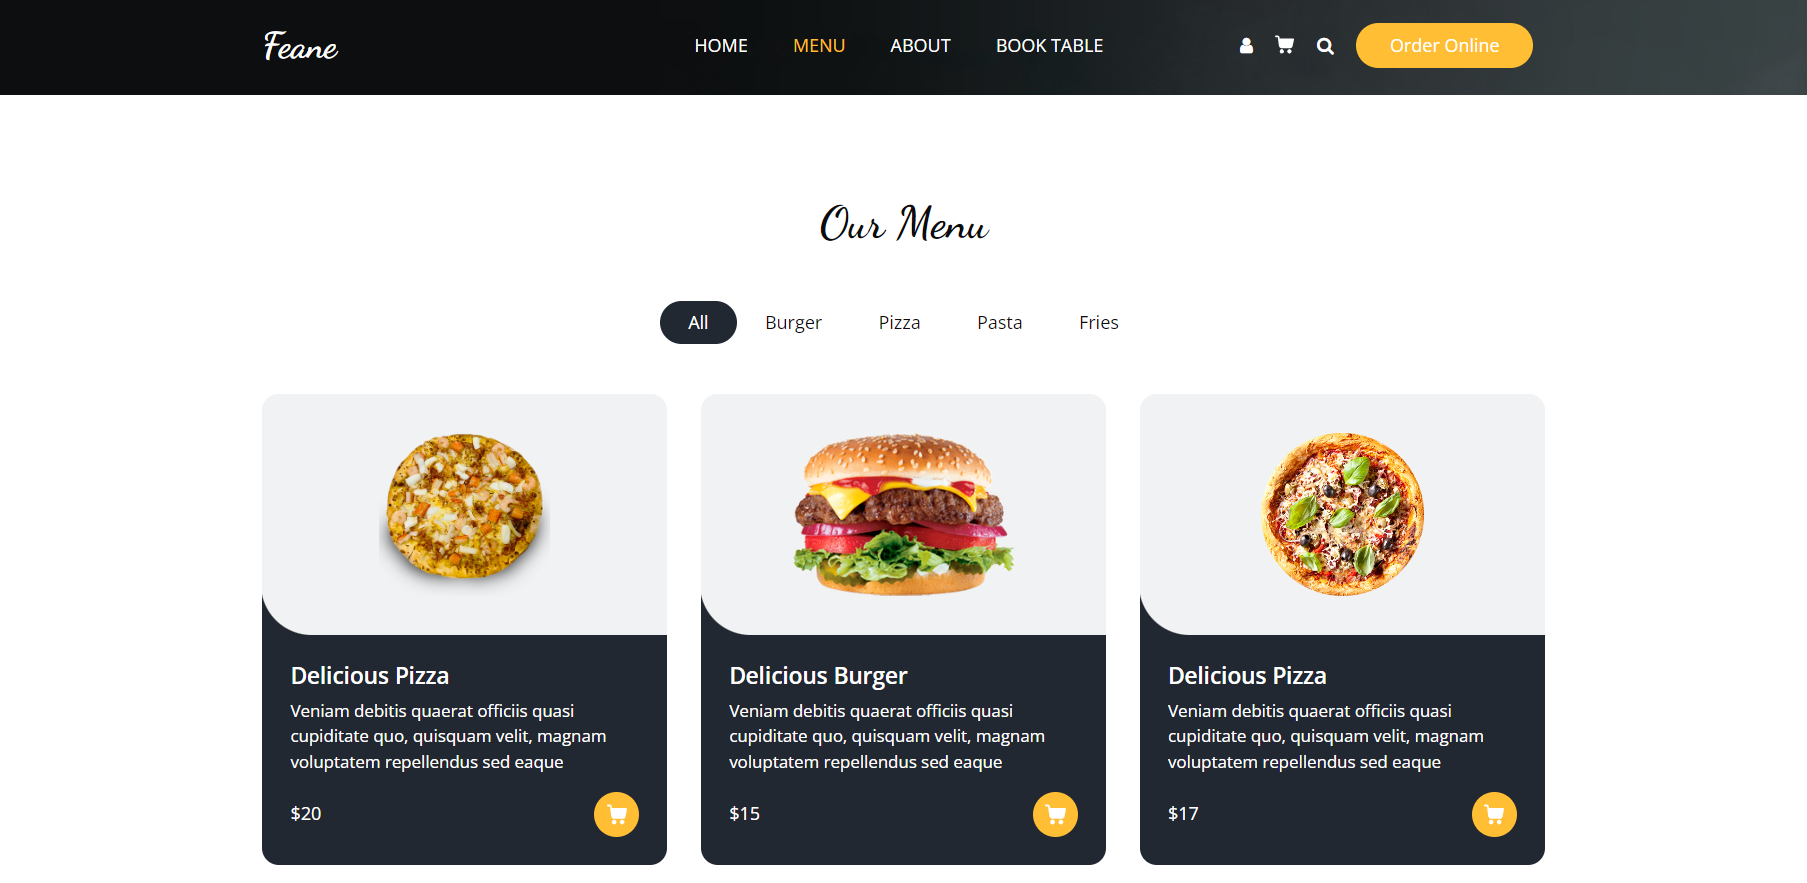 Feane
HOME MENU ABOUT BOOK TABLE
Order Online
Our Menu
All Burger Pizza Pasta Fries
Delicious Pizza
Veniam debitis quaerat officiis quasi
cupiditate quo, quisquam velit, magnam
voluptatem repellendus sed eaque
$20
Delicious Burger
Veniam debitis quaerat officiis quasi
cupiditate quo, quisquam velit, magnam
voluptatem repellendus sed eaque
$15
Delicious Pizza
Veniam debitis quaerat officiis quasi
cupiditate quo, quisquam velit, magnam
voluptatem repellendus sed eaque
$17